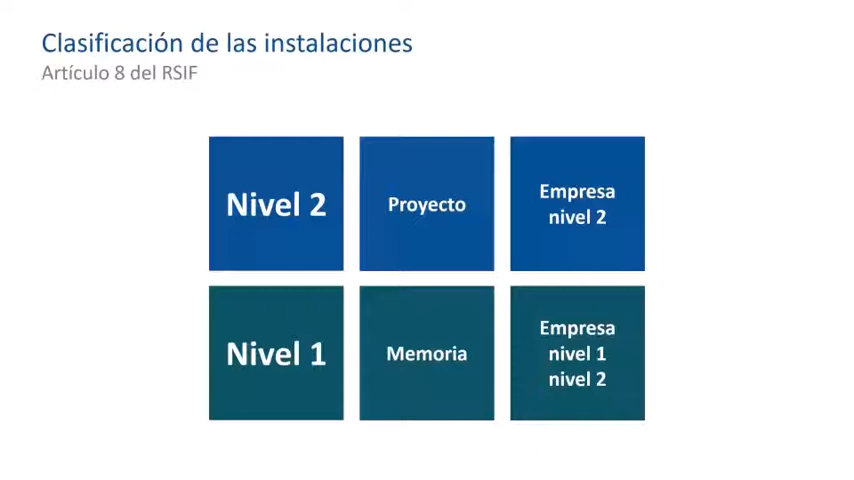 Clasificación de las instalaciones
Artículo 8 del RSIF
Nivel 2
Proyecto
Empresa
nivel 2
Nivel 1
Memoria
Empresa
nivel 1
nivel 2